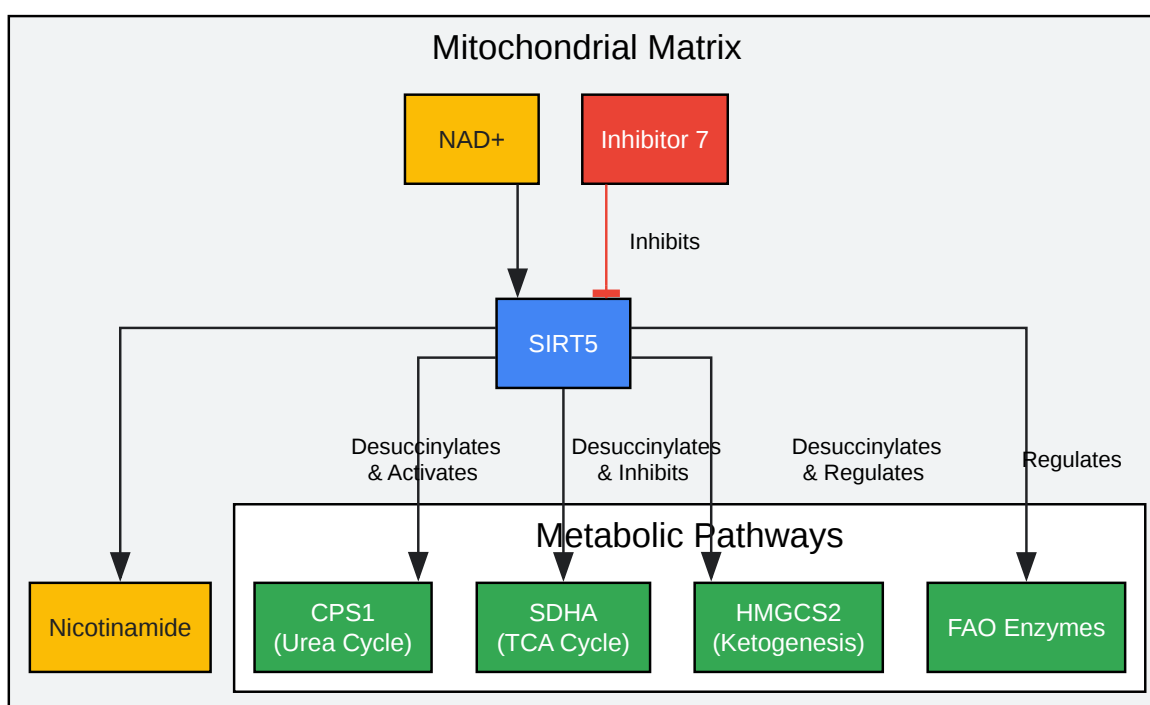 Mitochondrial Matrix
NAD+
Inhibitor 7
Inhibits
SIRT5
Desuccinylates
& Activates
Desuccinylates
& Inhibits
Desuccinylates
& Regulates
Regulates
Metabolic Pathways
Nicotinamide
CPS1
(Urea Cycle)
SDHA
(TCA Cycle)
HMGCS2
(Ketogenesis)
FAO Enzymes